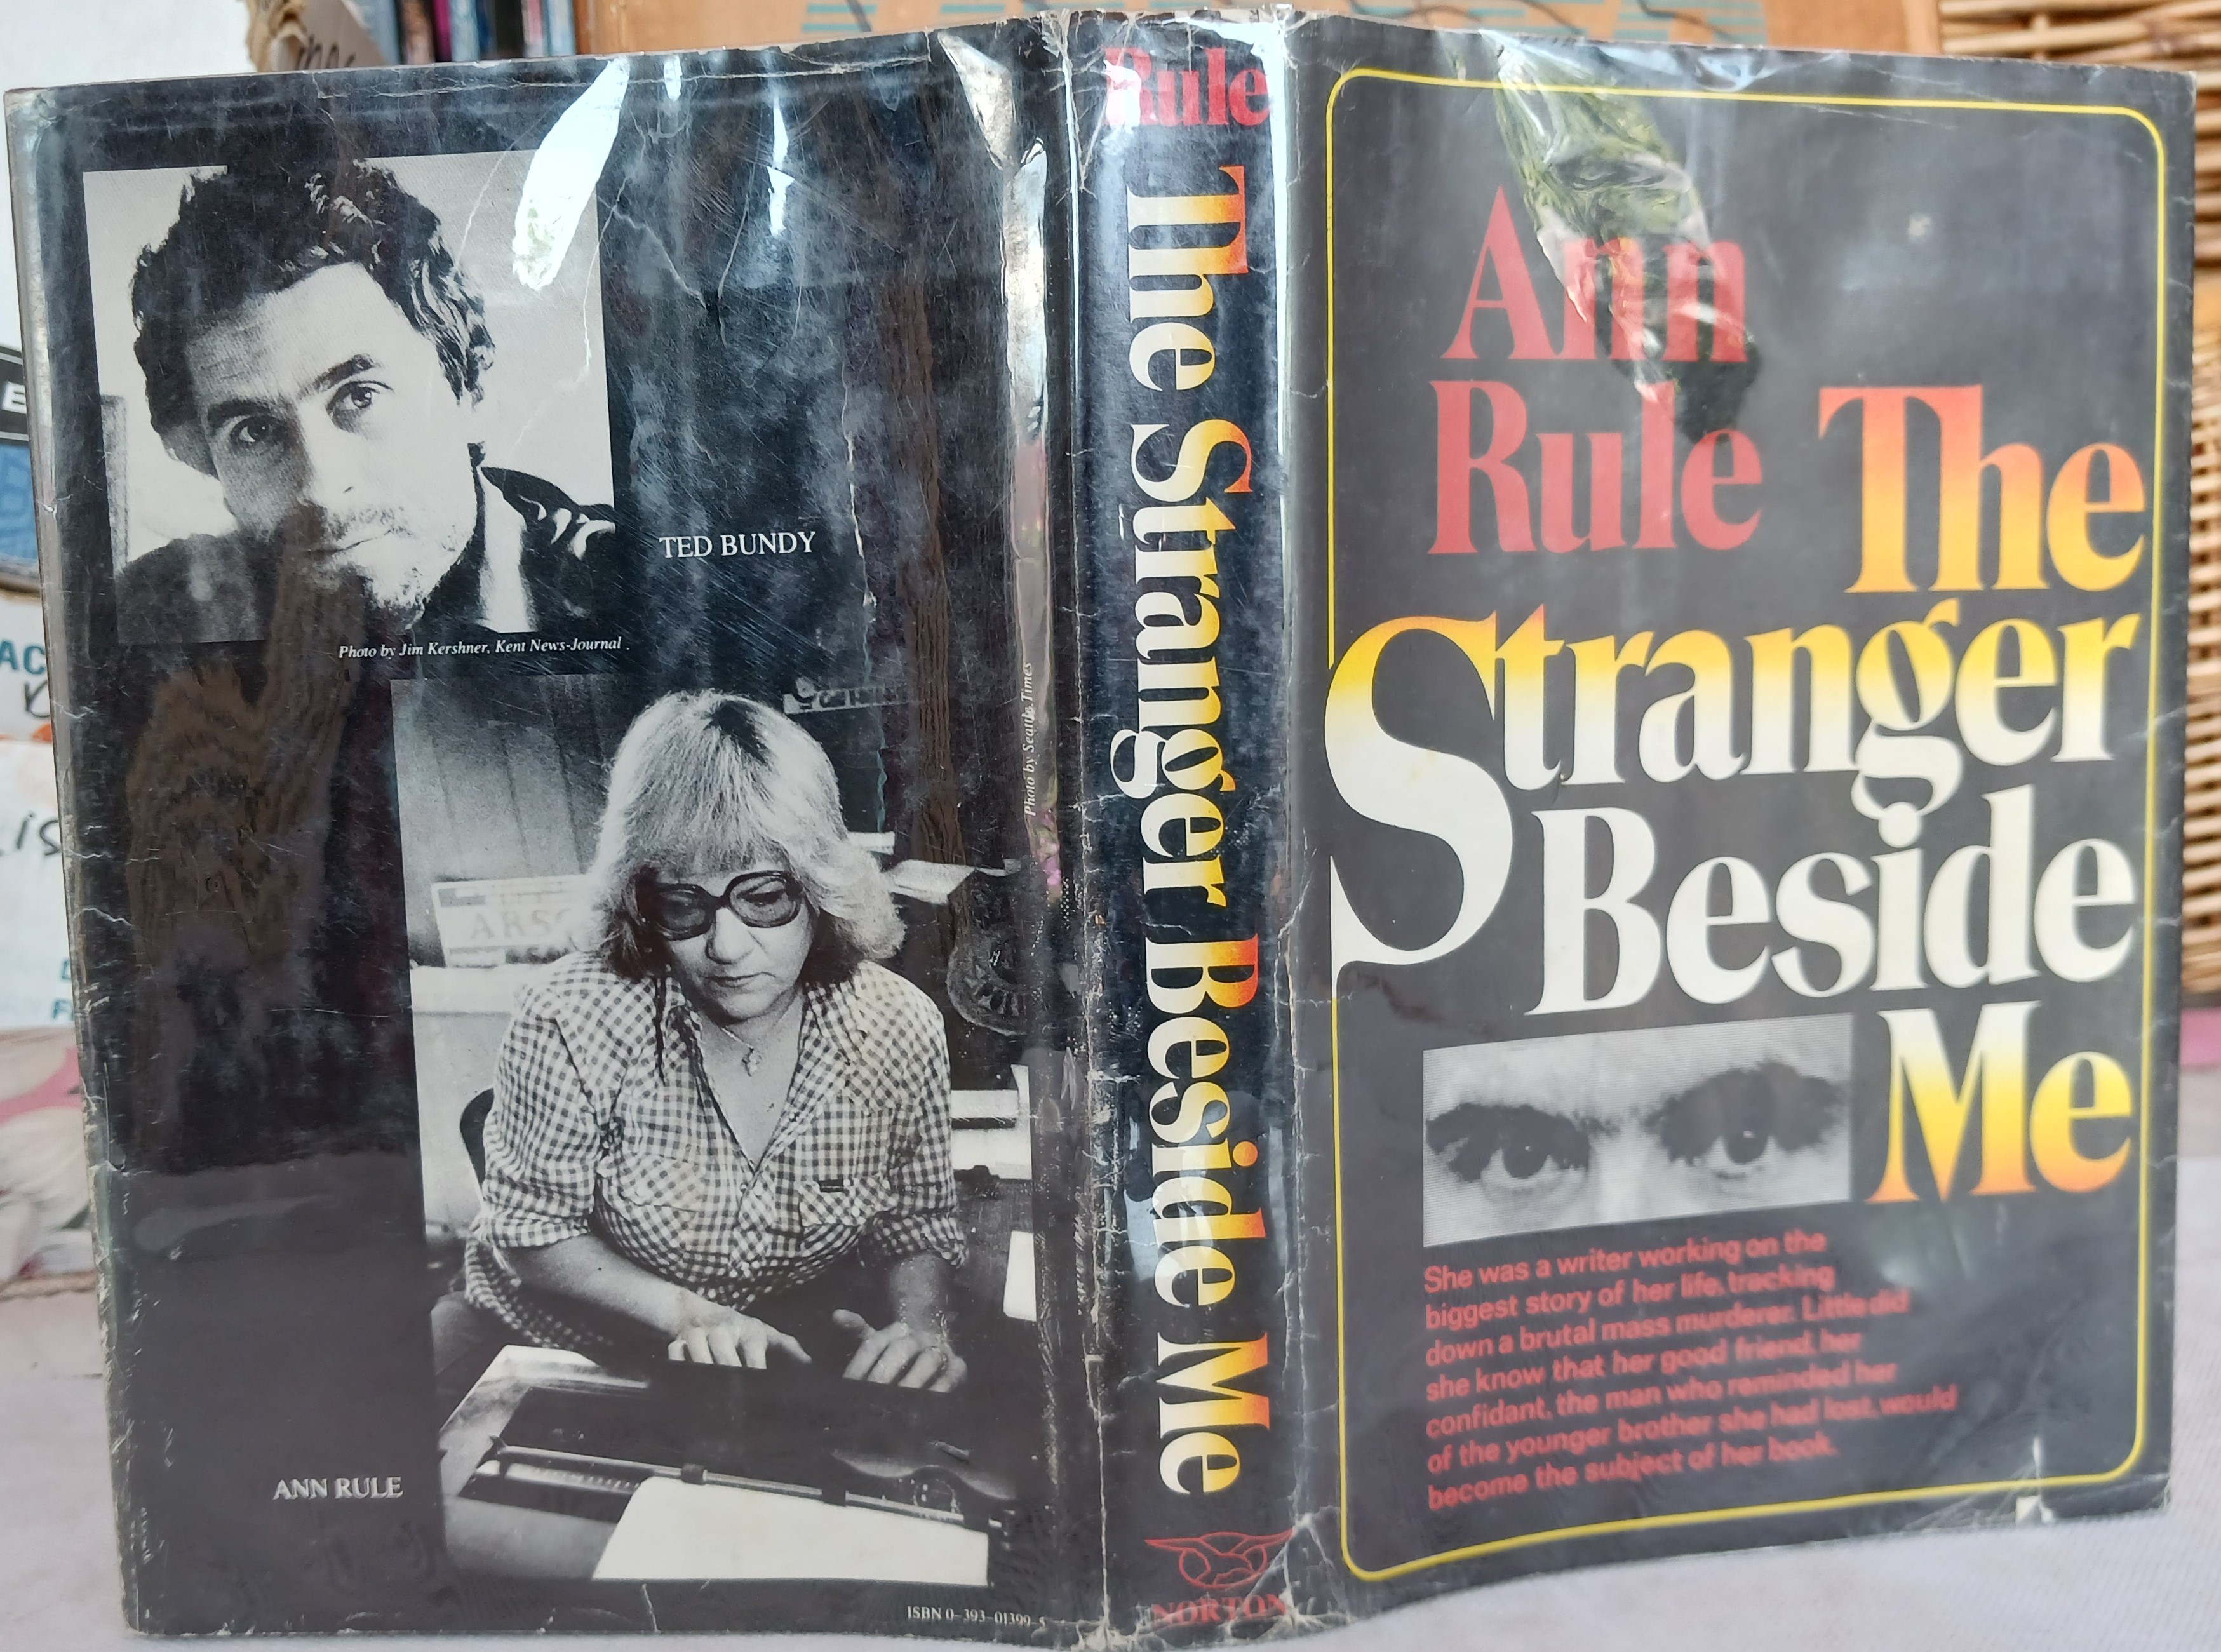 TED BUNDY
Photo by Jim Kershner, Kent News-Journal.
Photo by Seattle Times
ANN RULE
ISBN 0-393-01399-5
Rule
The Stranger Beside Me
NORTON
Ann
Rule
The
Stranger
Beside
Me
She was a writer working on the
biggest story of her life, tracking
down a brutal mass murderer. Little did
she know that her good friend, her
confidant, the man who reminded her
of the younger brother she had lost, would
become the subject of her book.